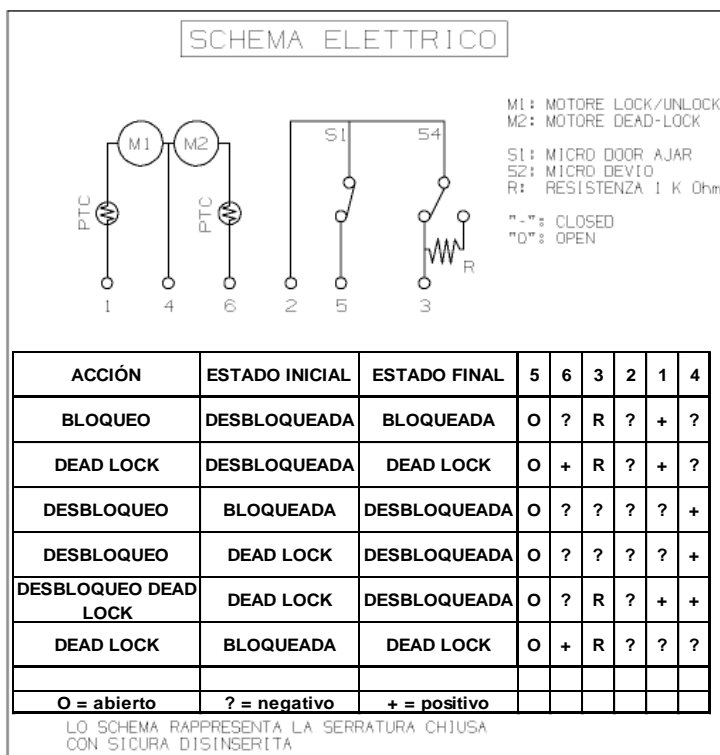 SCHEMA ELETTRICO
M1: MOTORE LOCK/UNLOCK
M2: MOTORE DEAD-LOCK
S1: MICRO DOOR AJAR
S2: MICRO DEVIO
R: RESISTENZA 1 K Ohm
"-": CLOSED
"O": OPEN
M1 M2 S1 S4
PTC PTC
R
1 4 6 2 5 3
ACCIÓN ESTADO INICIAL ESTADO FINAL 5 6 3 2 1 4
BLOQUEO DESBLOQUEADA BLOQUEADA O ? R ? + ?
DEAD LOCK DESBLOQUEADA DEAD LOCK O + R ? + ?
DESBLOQUEO BLOQUEADA DESBLOQUEADA O ? ? ? ? +
DESBLOQUEO DEAD LOCK DESBLOQUEADA O ? ? ? ? +
DESBLOQUEO DEAD LOCK DEAD LOCK DESBLOQUEADA O ? R ? + +
DEAD LOCK BLOQUEADA DEAD LOCK O + R ? ? ?
O = abierto ? = negativo + = positivo
LO SCHEMA RAPPRESENTA LA SERRATURA CHIUSA
CON SICURA DISINSERITA